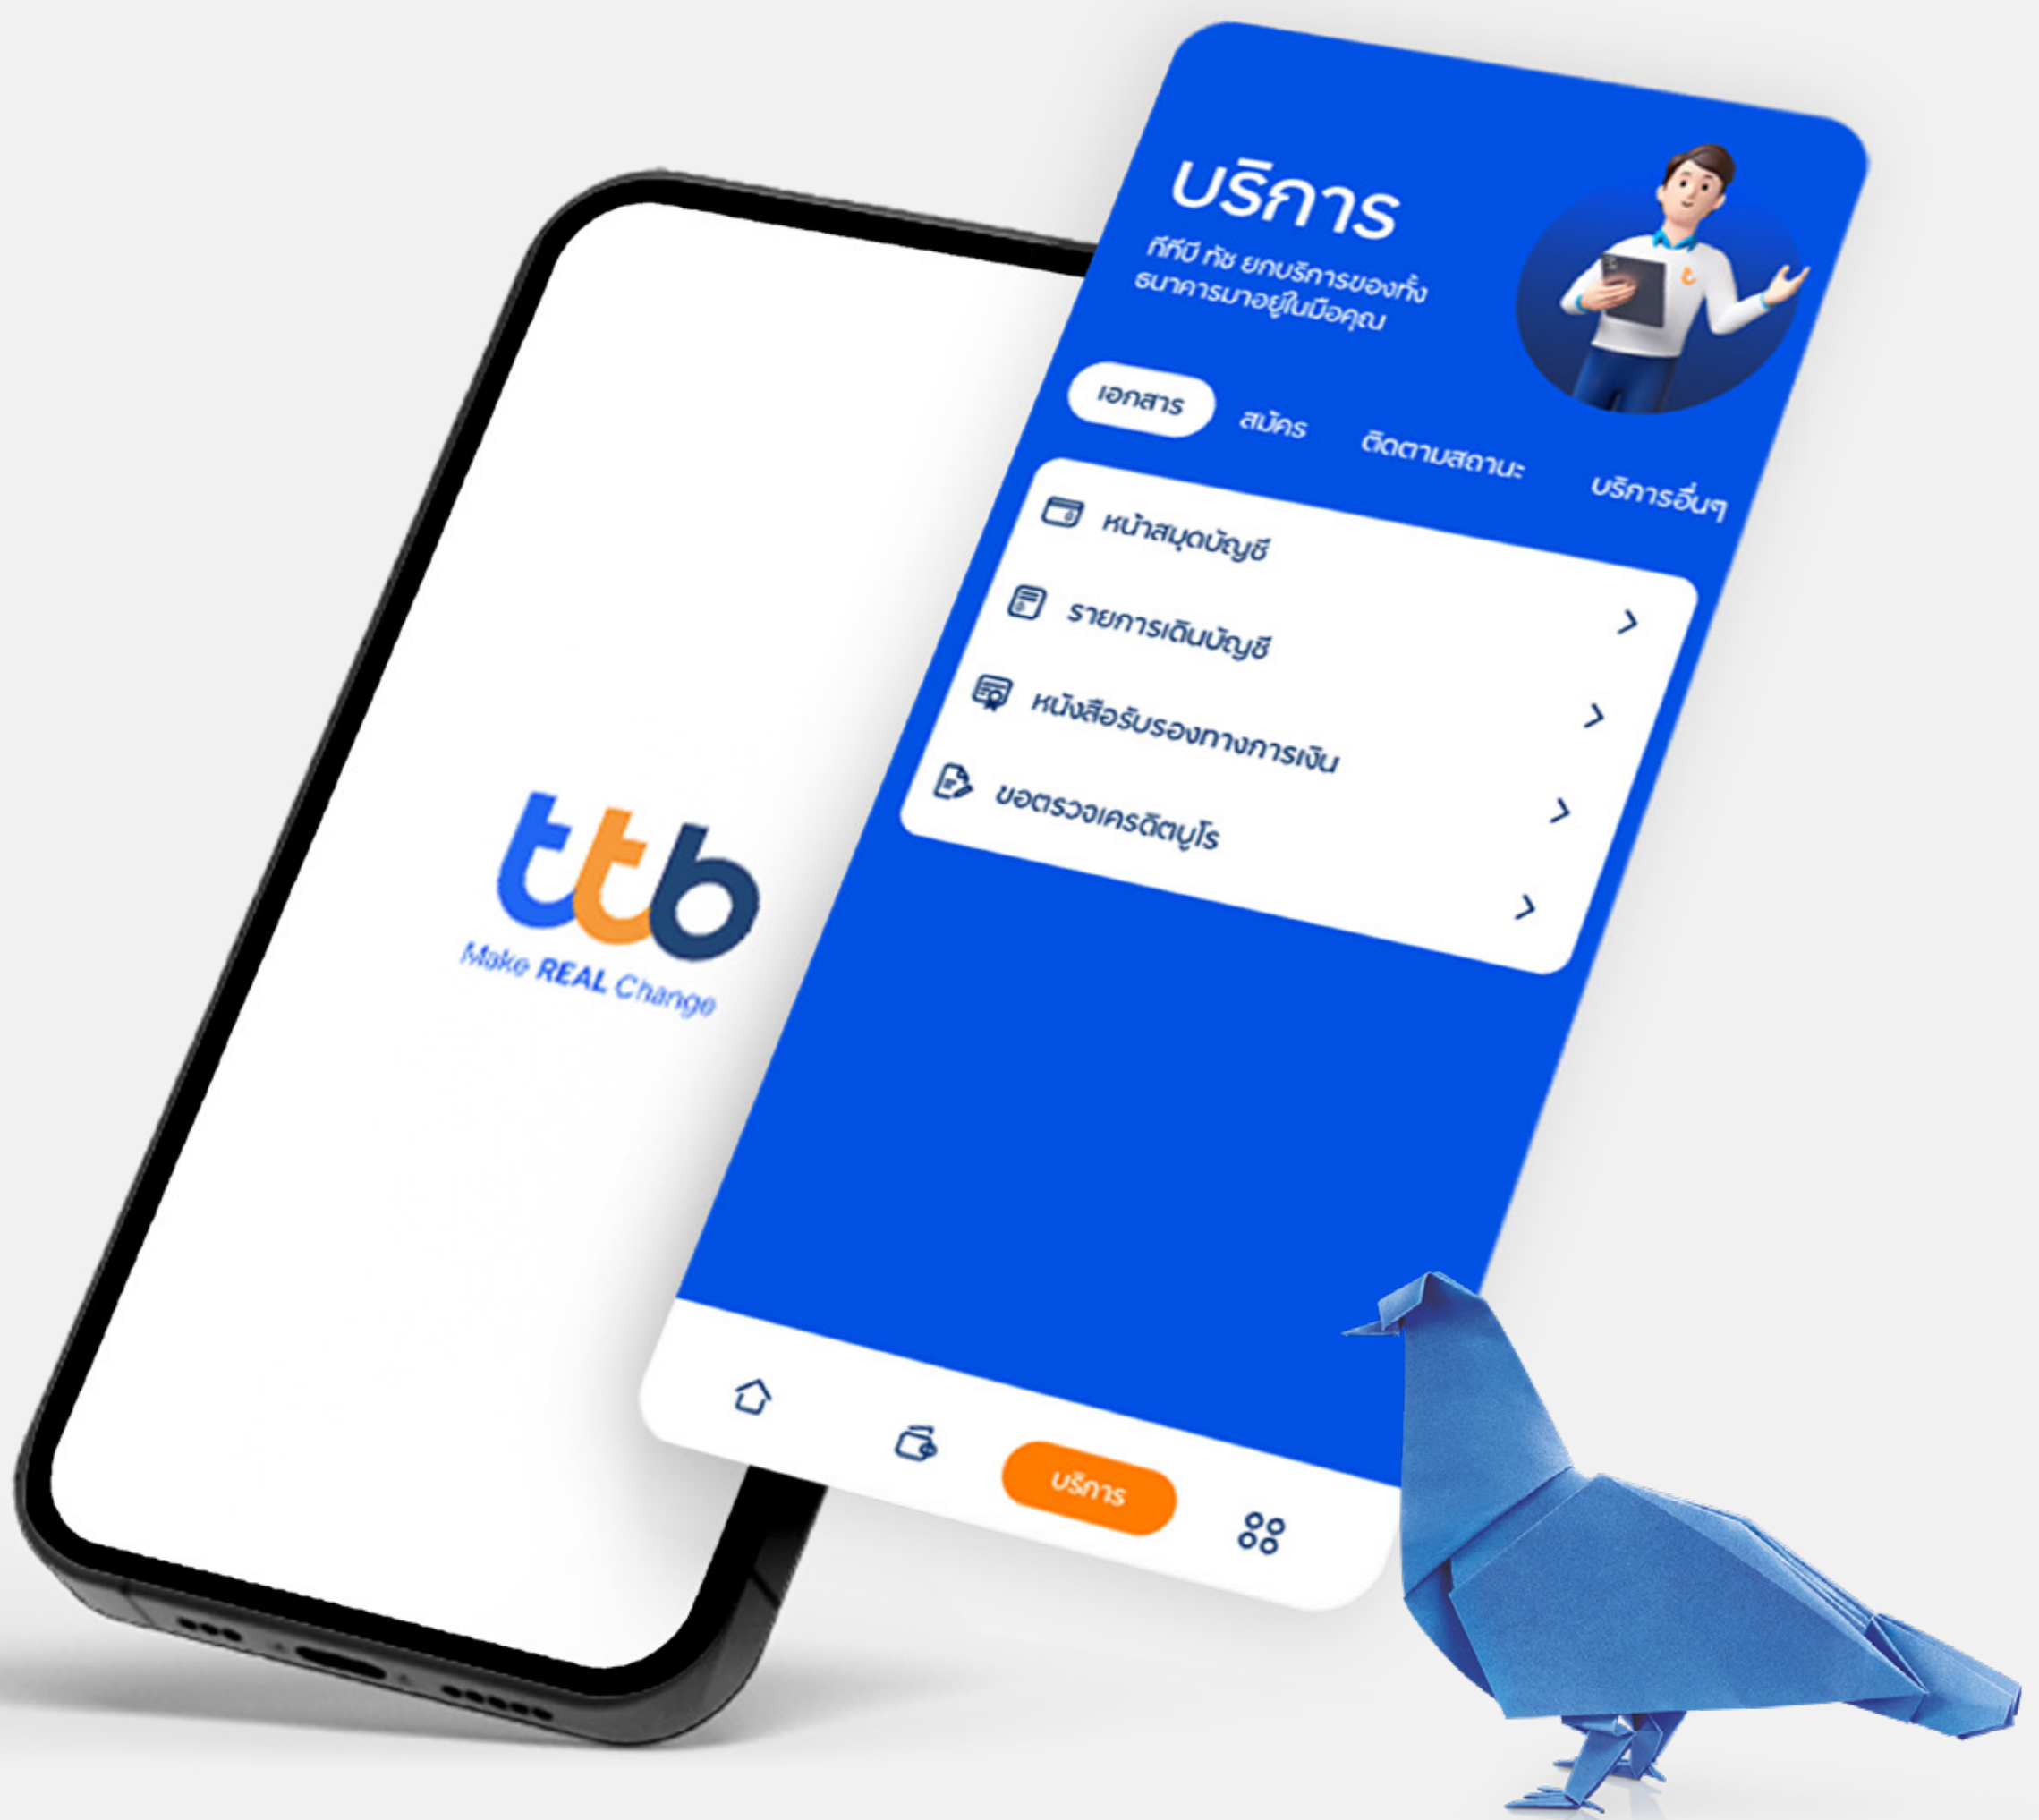 บริการ
ทีทีบี ทัช ยกบริการของทั้ง
ธนาคารมาอยู่ในมือคุณ
เอกสาร
สมัคร
ติดตามสถานะ
บริการอื่นๆ
หน้าสมุดบัญชี
รายการเดินบัญชี
หนังสือรับรองทางการเงิน
ขอตรวจเครดิตบูโร
ttb
Make REAL Change
บริการ